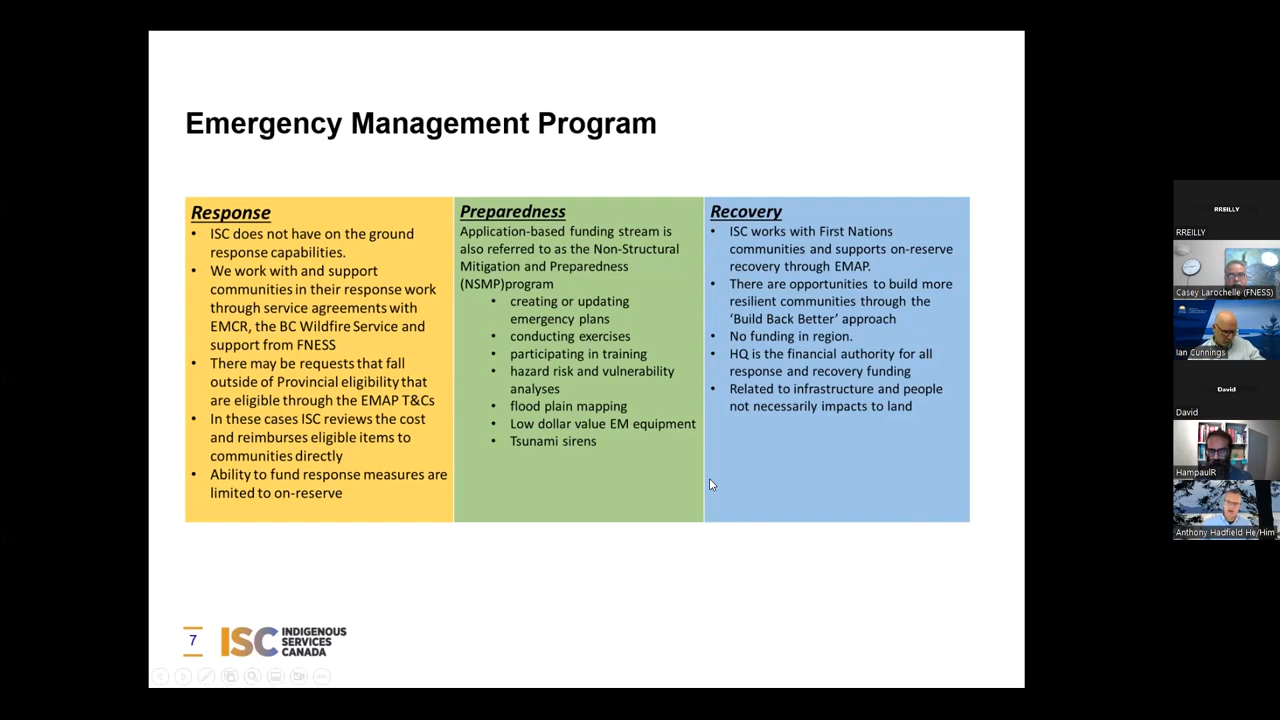 Emergency Management Program
Response
• ISC does not have on the ground
response capabilities.
• We work with and support
communities in their response work
through service agreements with
EMCR, the BC Wildfire Service and
support from FNESS
• There may be requests that fall
outside of Provincial eligibility that
are eligible through the EMAP T&Cs
• In these cases ISC reviews the cost
and reimburses eligible items to
communities directly
• Ability to fund response measures are
limited to on-reserve
Preparedness
Application-based funding stream is
also referred to as the Non-Structural
Mitigation and Preparedness
(NSMP)program
• creating or updating
emergency plans
• conducting exercises
• participating in training
• hazard risk and vulnerability
analyses
• flood plain mapping
• Low dollar value EM equipment
• Tsunami sirens
Recovery
• ISC works with First Nations
communities and supports on-reserve
recovery through EMAP.
• There are opportunities to build more
resilient communities through the
‘Build Back Better’ approach
• No funding in region.
• HQ is the financial authority for all
response and recovery funding
• Related to infrastructure and people
not necessarily impacts to land
7
ISC INDIGENOUS
SERVICES
CANADA
RREILLY
RREILLY
Casey Larochelle (FNESS)
Ian Cunnings
David
David
HampaulR
Anthony Hadfield He/Him